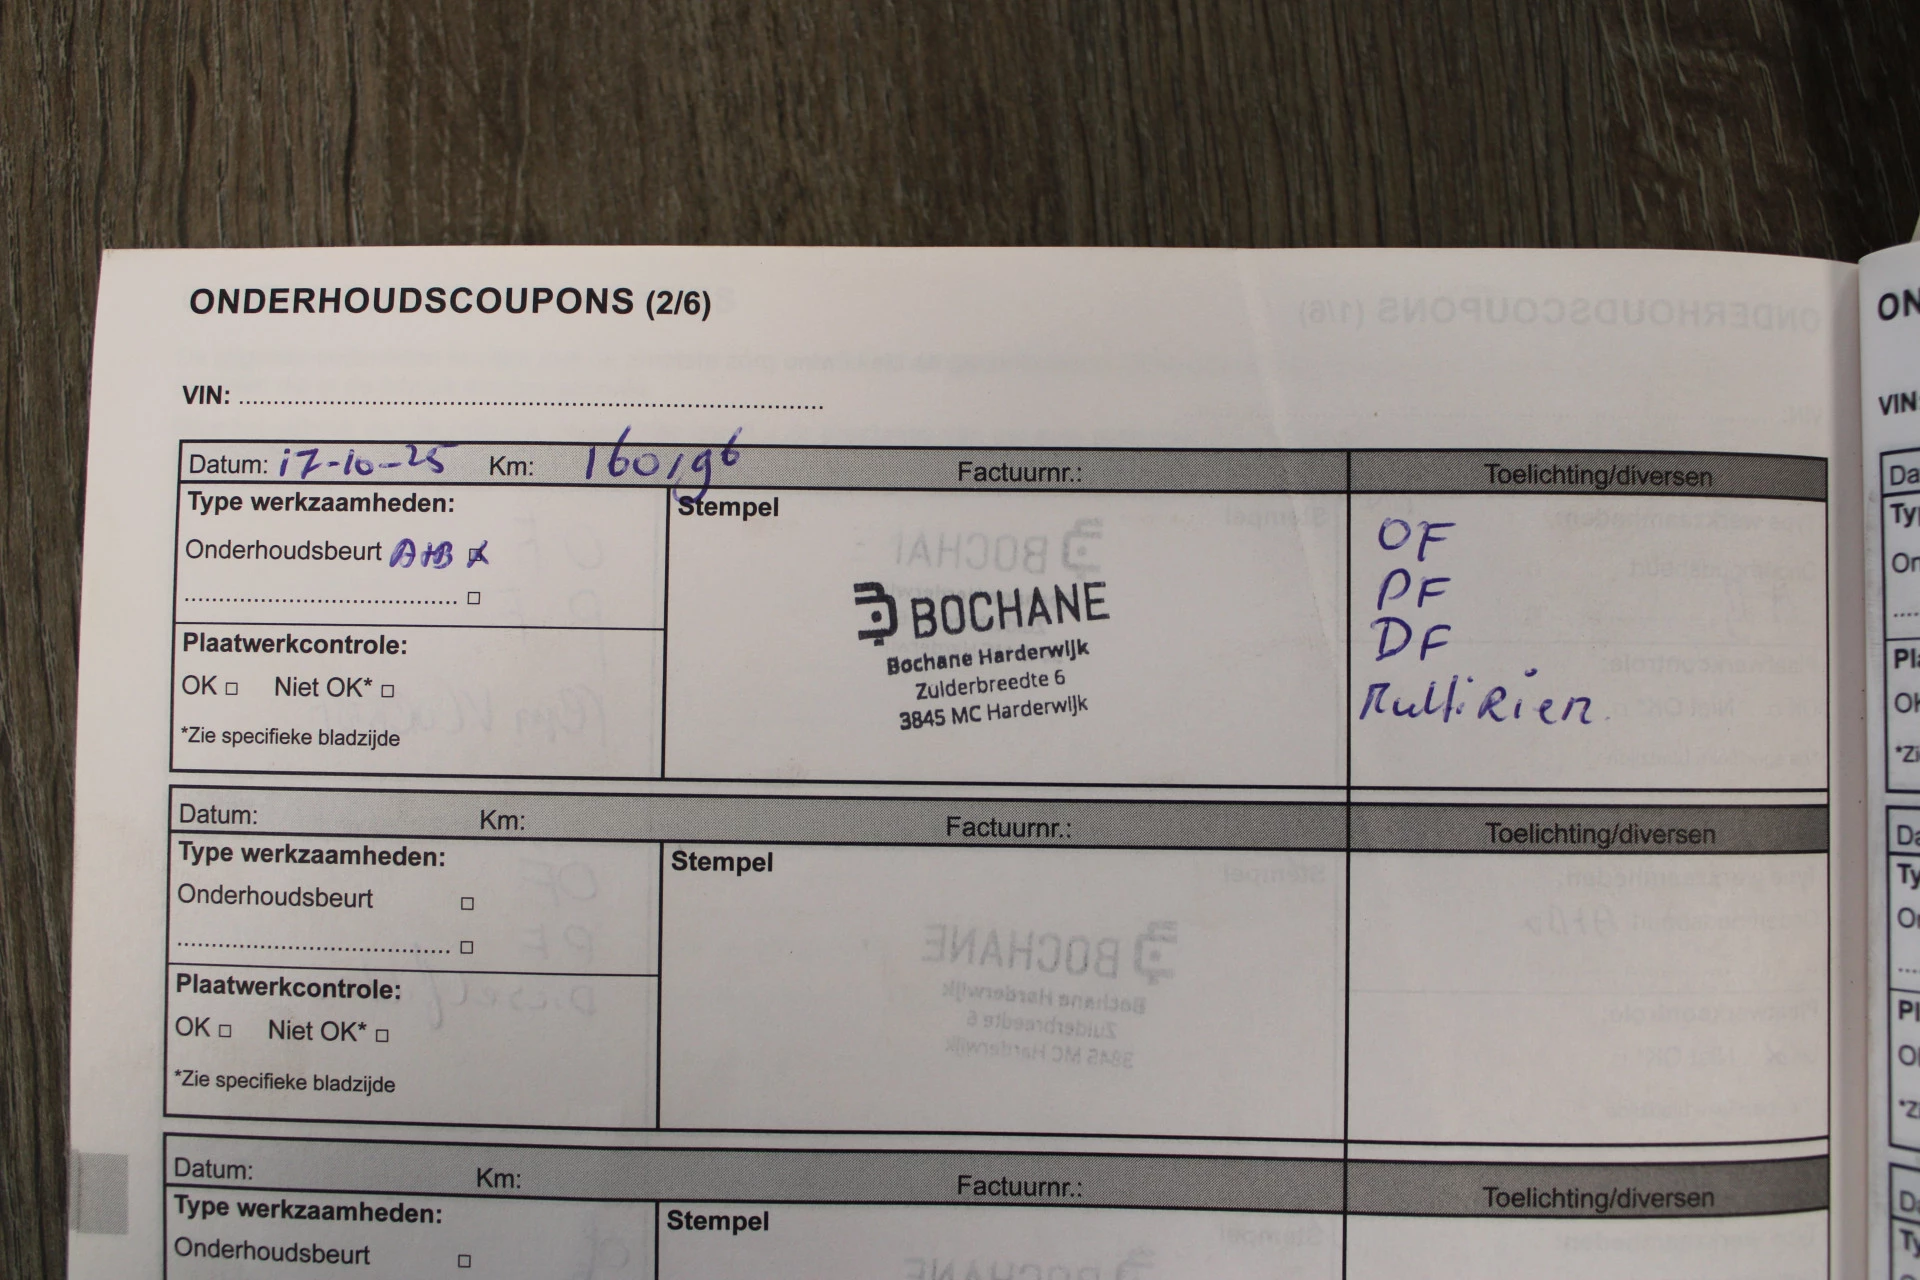 ONDERHOUDSCOUPONS (2/6)
VIN:
Datum: 17-10-25 Km: 160196 Factuurnr.: Toelichting/diversen
Type werkzaamheden:
Onderhoudsbeurt A+B
Stempel
OF
PF
DF
Multi Riem
BOCHANE
Bochane Harderwijk
Zuiderbreedte 6
3845 MC Harderwijk
Plaatwerkcontrole:
OK Niet OK*
*Zie specifieke bladzijde
Datum: Km: Factuurnr.: Toelichting/diversen
Type werkzaamheden:
Onderhoudsbeurt
Stempel
Plaatwerkcontrole:
OK Niet OK*
*Zie specifieke bladzijde
Datum: Km: Factuurnr.: Toelichting/diversen
Type werkzaamheden:
Onderhoudsbeurt
Stempel
VIN: